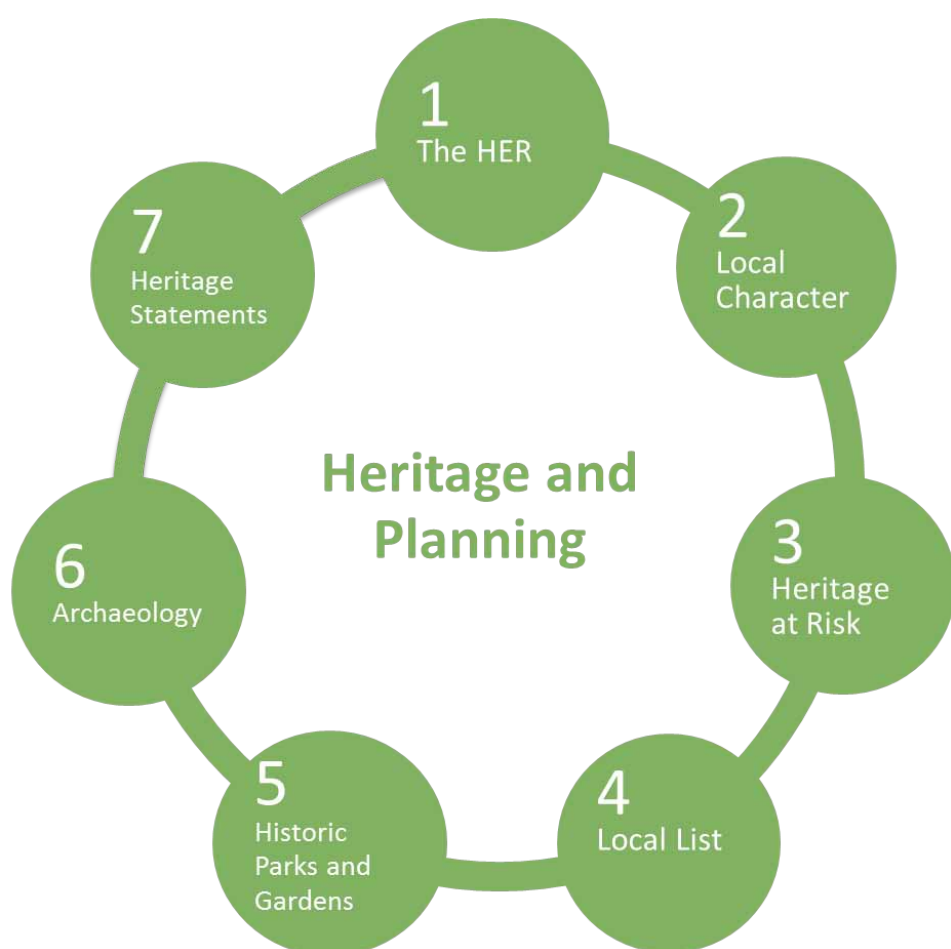 1
The HER
2
Local
Character
3
Heritage
at Risk
4
Local List
5
Historic
Parks and
Gardens
6
Archaeology
7
Heritage
Statements
Heritage and
Planning